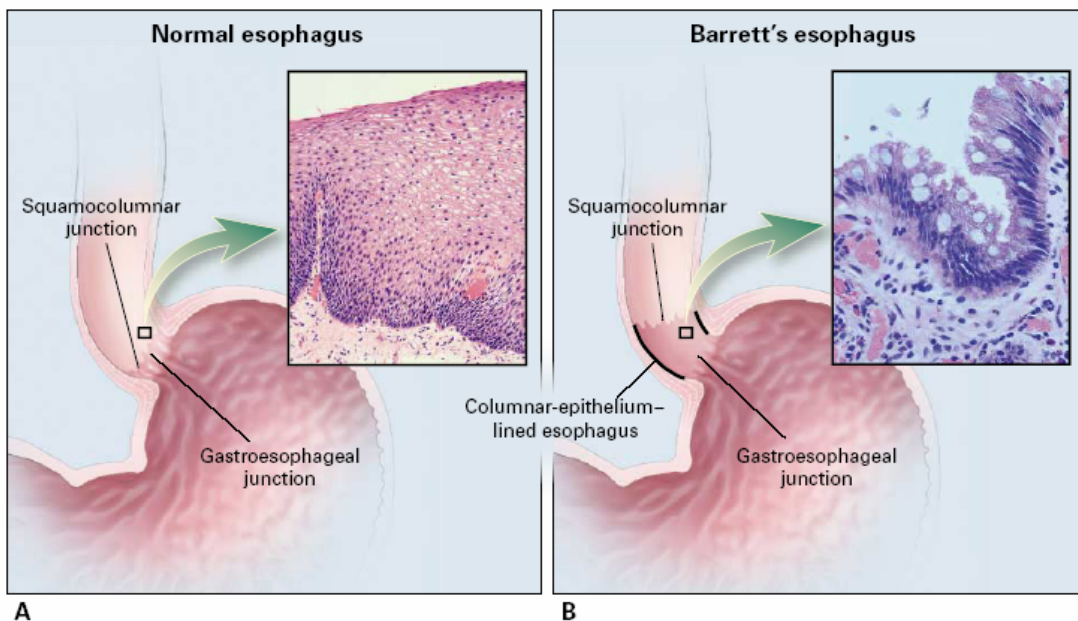 Normal esophagus
Squamocolumnar
junction
Gastroesophageal
junction
A
Barrett's esophagus
Squamocolumnar
junction
Columnar-epithelium–
lined esophagus
Gastroesophageal
junction
B